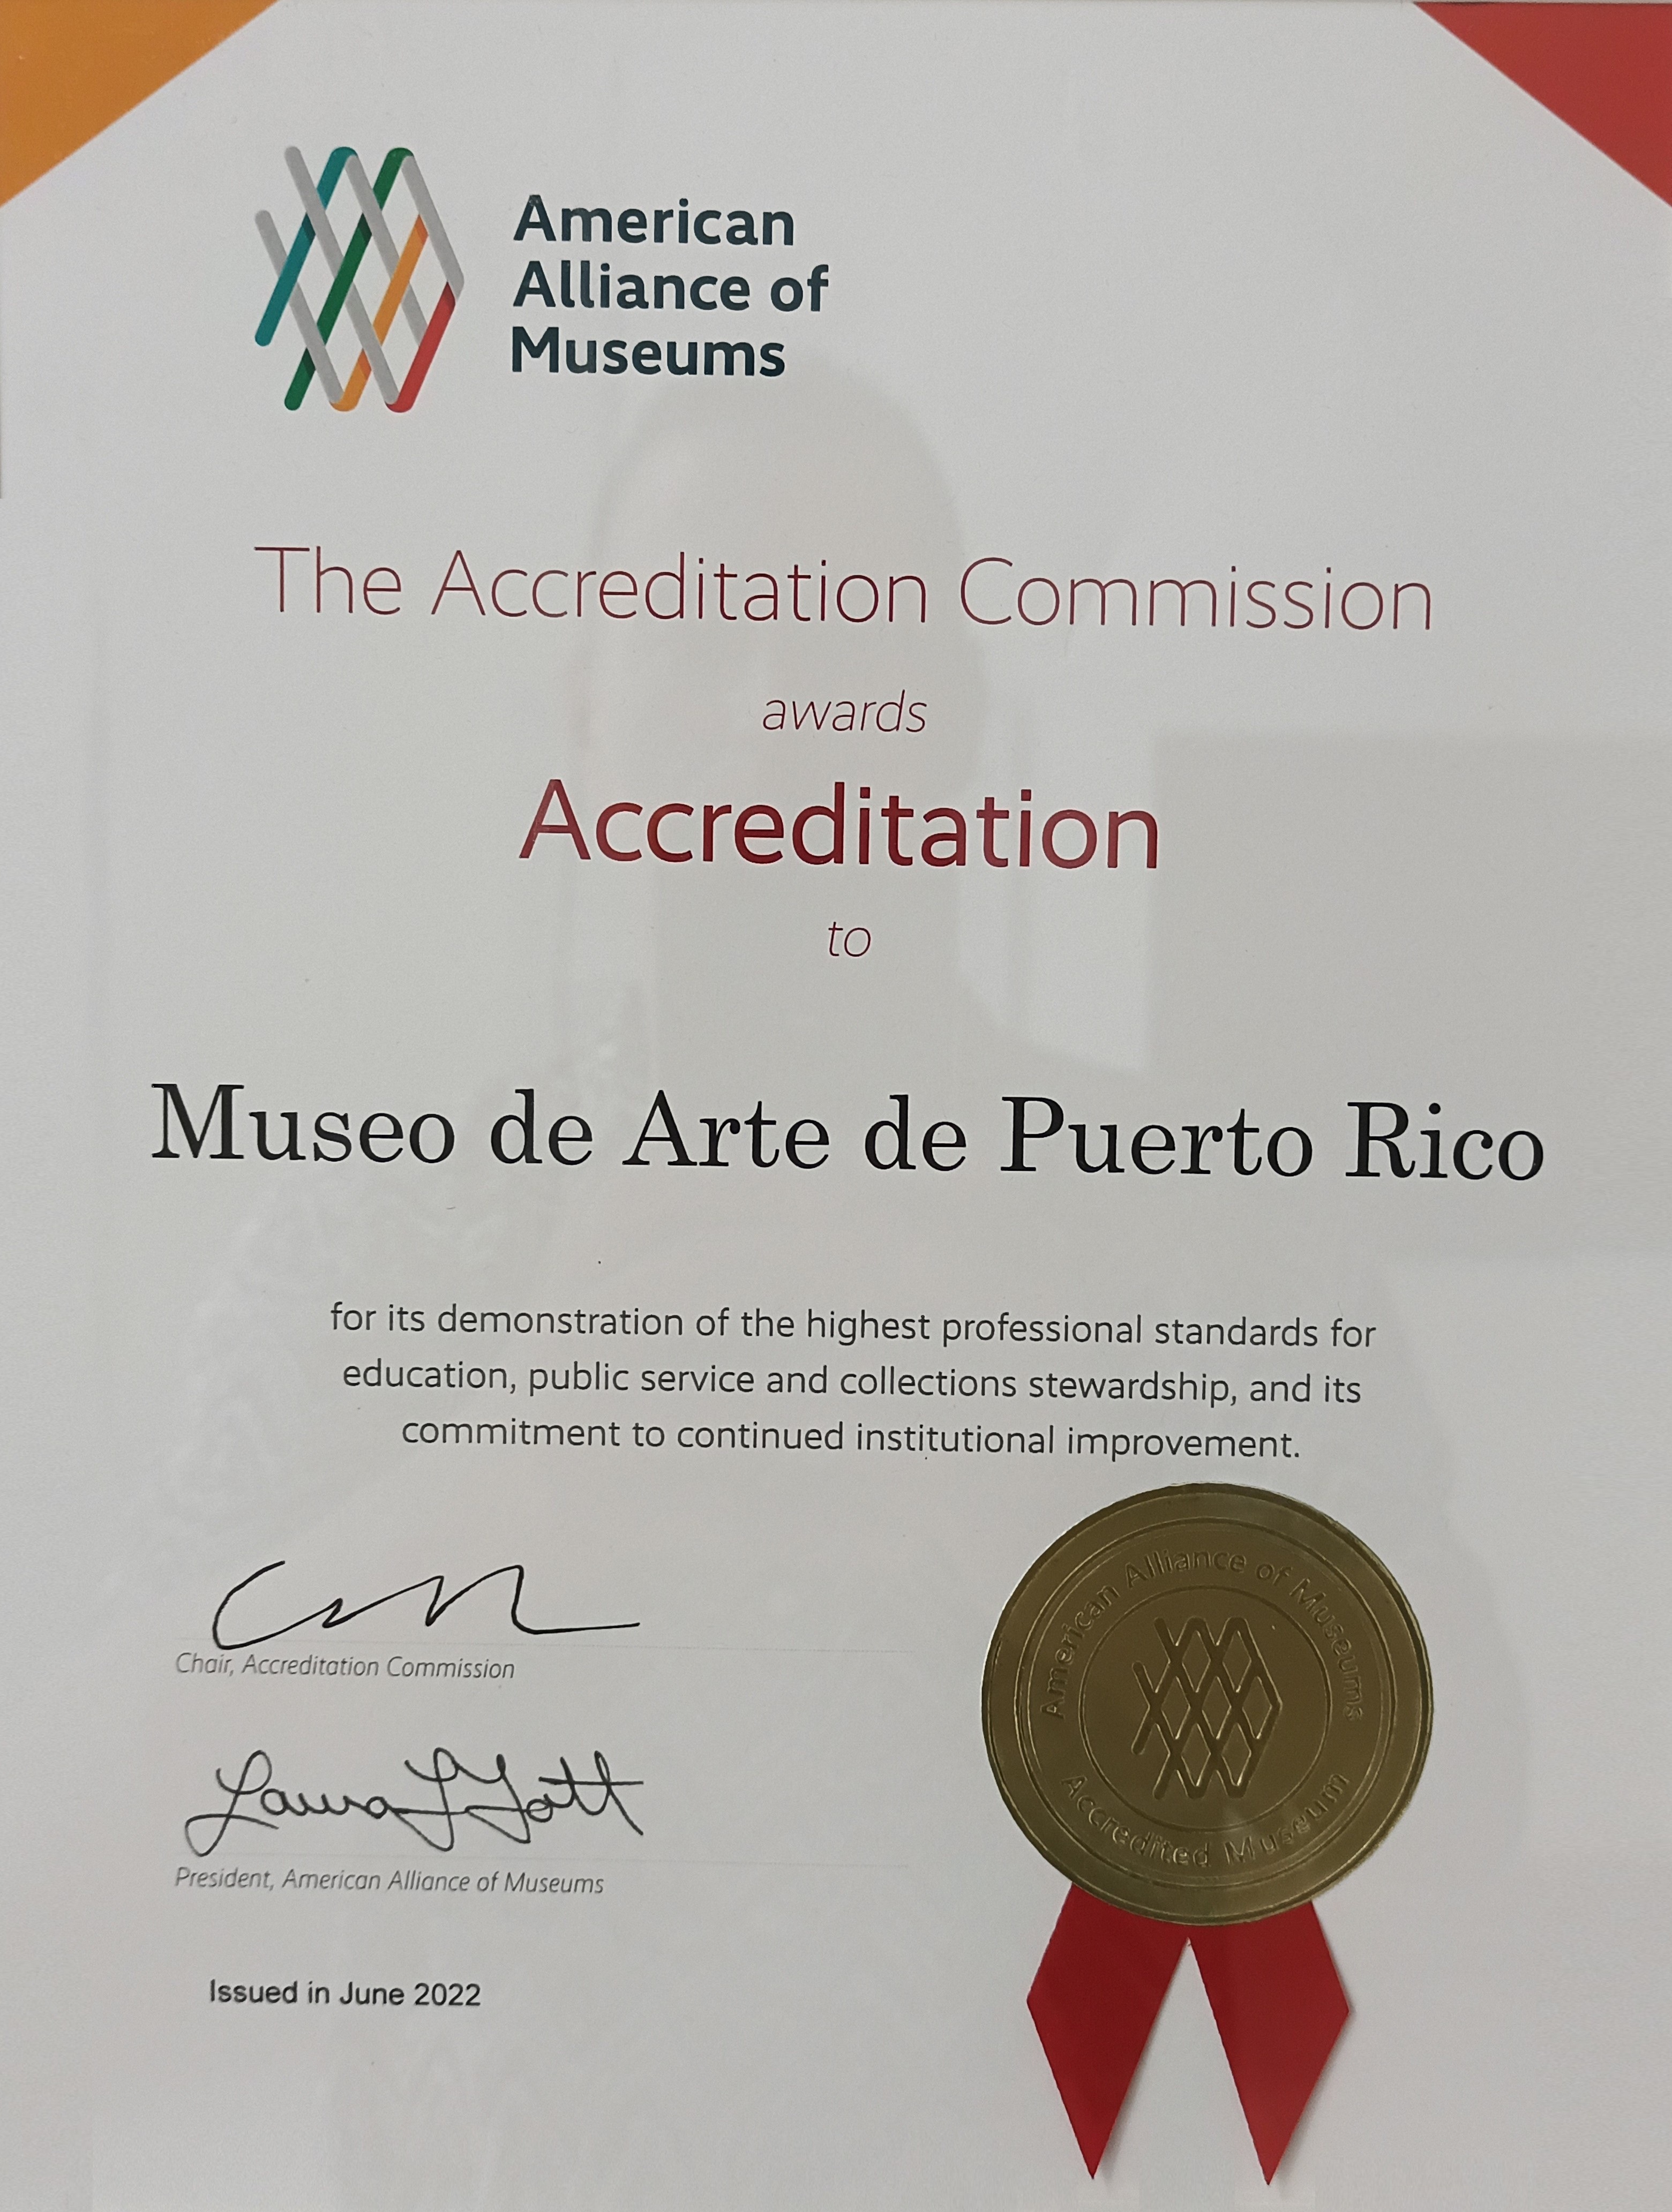 American
Alliance of
Museums
The Accreditation Commission
awards
Accreditation
to
Museo de Arte de Puerto Rico
for its demonstration of the highest professional standards for
education, public service and collections stewardship, and its
commitment to continued institutional improvement.
Chair, Accreditation Commission
Laura L Lott
President, American Alliance of Museums
Issued in June 2022
American Alliance of Museums
Accredited Museum